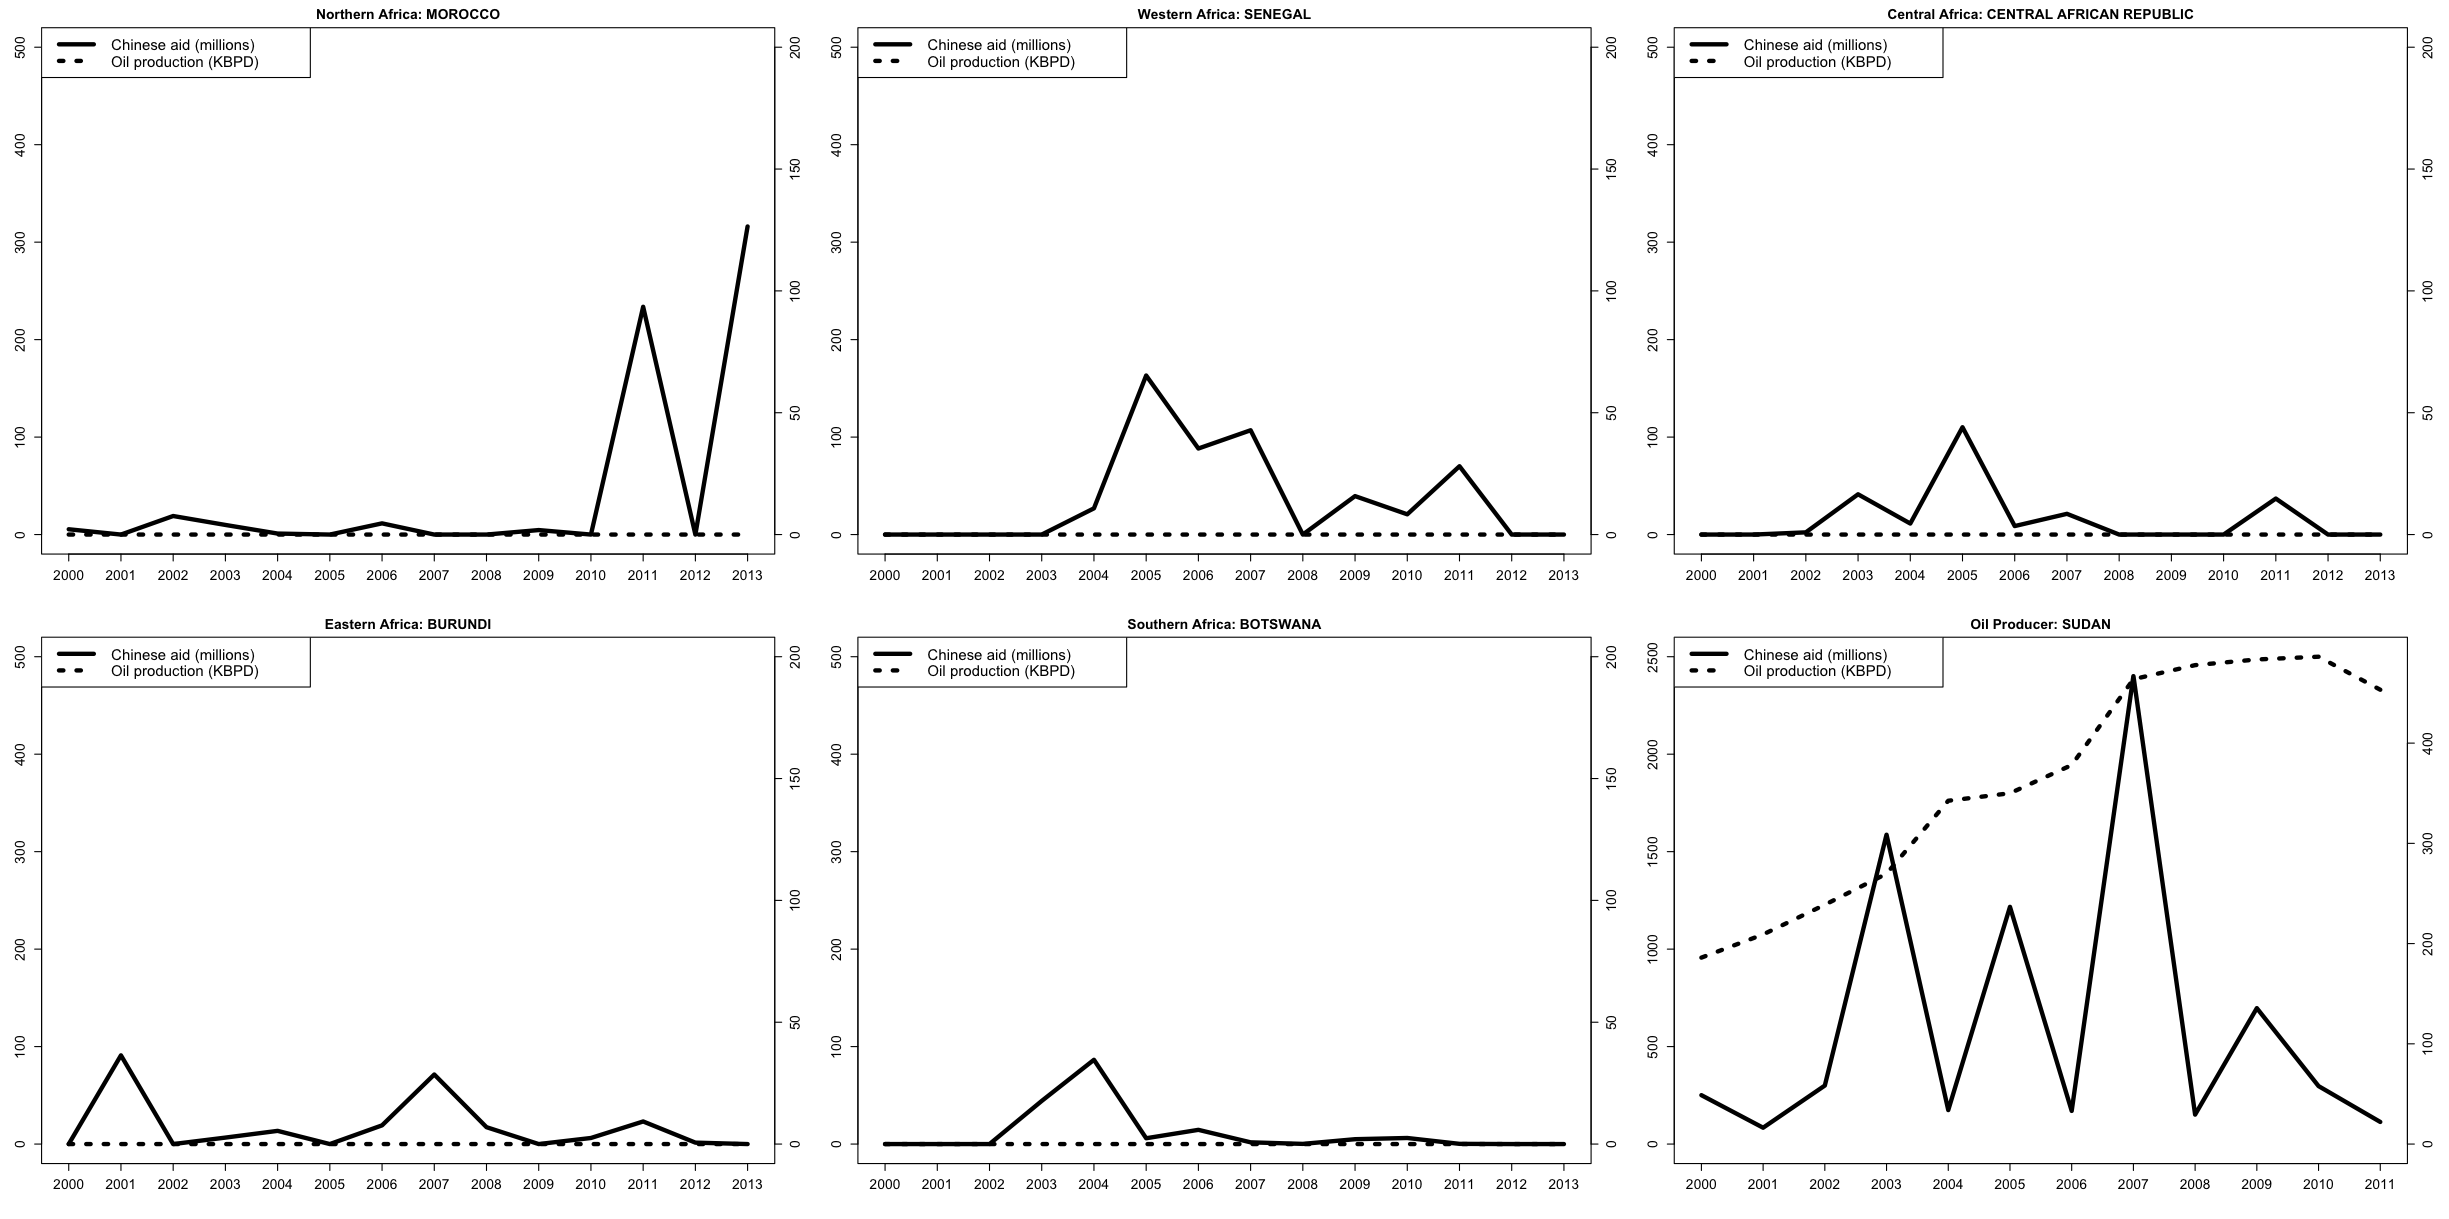 Northern Africa: MOROCCO
Chinese aid (millions)
Oil production (KBPD)
500
400
300
200
100
0
200
150
100
50
0
2000 2001 2002 2003 2004 2005 2006 2007 2008 2009 2010 2011 2012 2013
Western Africa: SENEGAL
Chinese aid (millions)
Oil production (KBPD)
500
400
300
200
100
0
200
150
100
50
0
2000 2001 2002 2003 2004 2005 2006 2007 2008 2009 2010 2011 2012 2013
Central Africa: CENTRAL AFRICAN REPUBLIC
Chinese aid (millions)
Oil production (KBPD)
500
400
300
200
100
0
200
150
100
50
0
2000 2001 2002 2003 2004 2005 2006 2007 2008 2009 2010 2011 2012 2013
Eastern Africa: BURUNDI
Chinese aid (millions)
Oil production (KBPD)
500
400
300
200
100
0
200
150
100
50
0
2000 2001 2002 2003 2004 2005 2006 2007 2008 2009 2010 2011 2012 2013
Southern Africa: BOTSWANA
Chinese aid (millions)
Oil production (KBPD)
500
400
300
200
100
0
200
150
100
50
0
2000 2001 2002 2003 2004 2005 2006 2007 2008 2009 2010 2011 2012 2013
Oil Producer: SUDAN
Chinese aid (millions)
Oil production (KBPD)
2500
2000
1500
1000
500
0
400
300
200
100
0
2000 2001 2002 2003 2004 2005 2006 2007 2008 2009 2010 2011